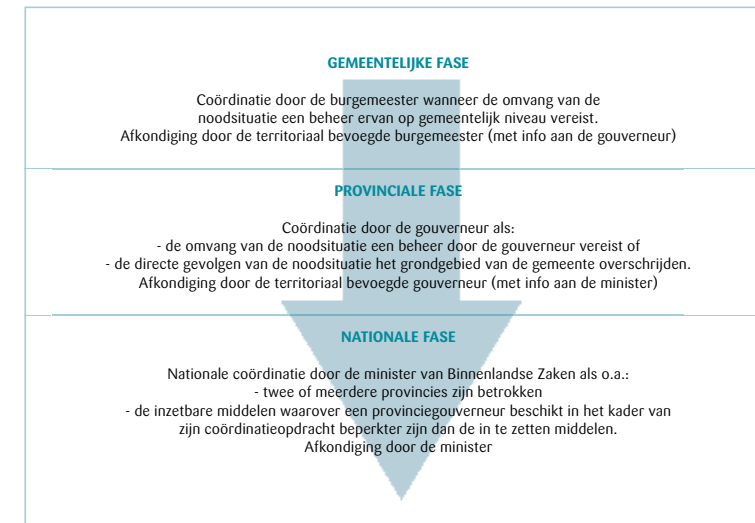 GEMEENTELIJKE FASE
Coördinatie door de burgemeester wanneer de omvang van de
noodsituatie een beheer ervan op gemeentelijk niveau vereist.
Afkondiging door de territoriaal bevoegde burgemeester (met info aan de gouverneur)
PROVINCIALE FASE
Coördinatie door de gouverneur als:
- de omvang van de noodsituatie een beheer door de gouverneur vereist of
- de directe gevolgen van de noodsituatie het grondgebied van de gemeente overschrijden.
Afkondiging door de territoriaal bevoegde gouverneur (met info aan de minister)
NATIONALE FASE
Nationale coördinatie door de minister van Binnenlandse Zaken als o.a.:
- twee of meerdere provincies zijn betrokken
- de inzetbare middelen waarover een provinciegouverneur beschikt in het kader van
zijn coördinatieopdracht beperkter zijn dan de in te zetten middelen.
Afkondiging door de minister